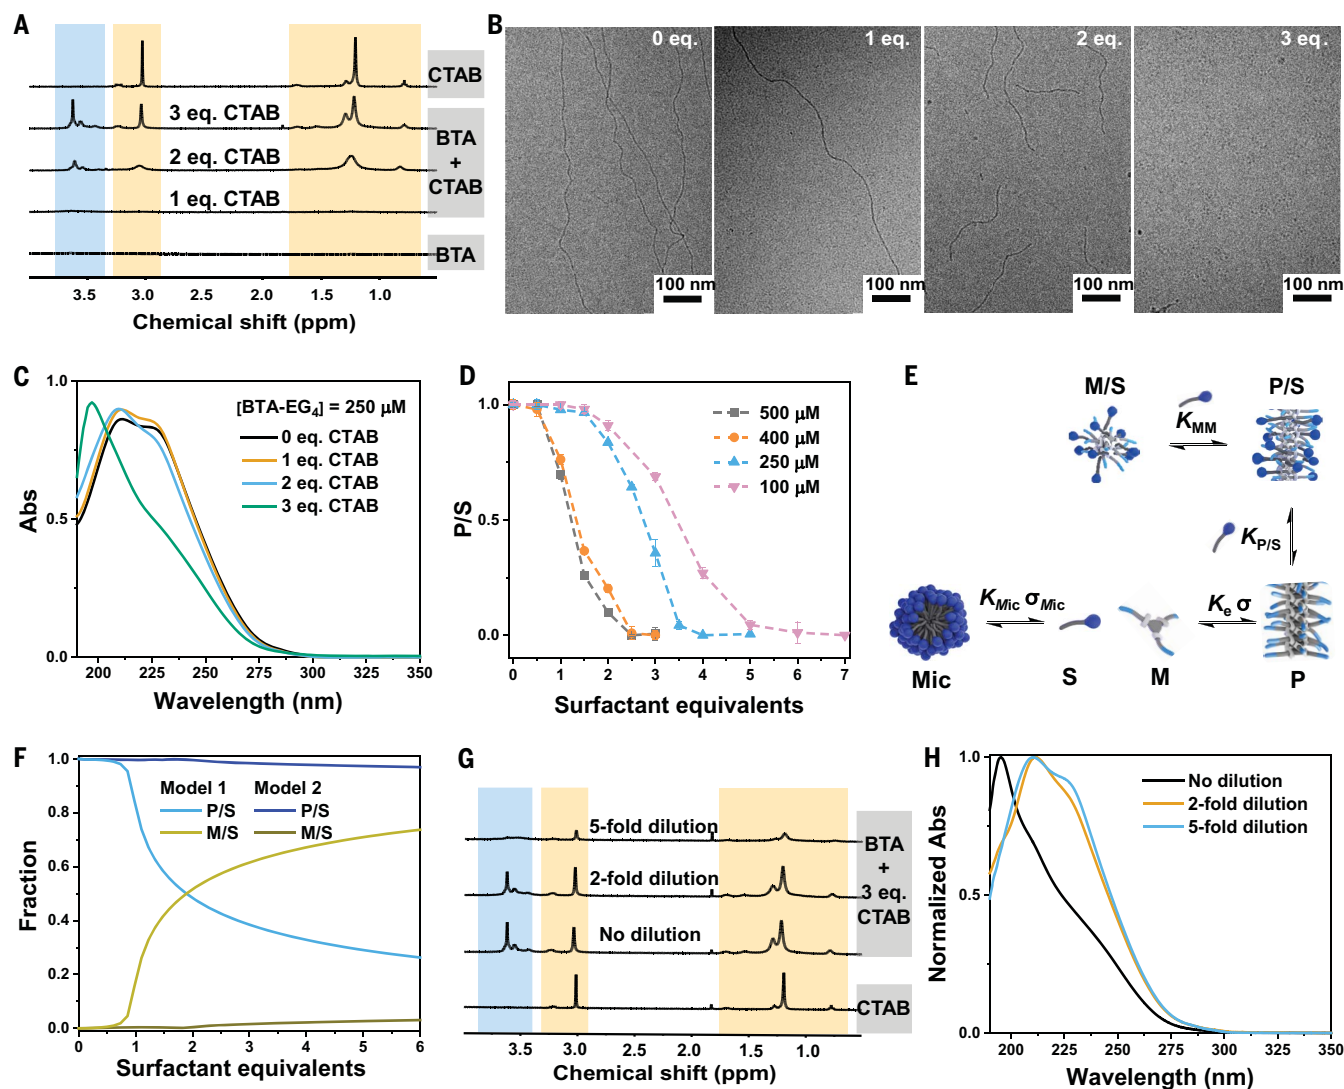 A
CTAB
3 eq. CTAB
2 eq. CTAB
1 eq. CTAB
BTA
+
CTAB
BTA
3.5 3.0 2.5 2.0 1.5 1.0
Chemical shift (ppm)
B
0 eq. 1 eq. 2 eq. 3 eq.
100 nm 100 nm 100 nm 100 nm
C
1.0
0.5
0.0
Abs
[BTA-EG₄] = 250 µM
0 eq. CTAB
1 eq. CTAB
2 eq. CTAB
3 eq. CTAB
200 225 250 275 300 325 350
Wavelength (nm)
D
1.0
0.5
0.0
P/S
500 µM
400 µM
250 µM
100 µM
0 1 2 3 4 5 6 7
Surfactant equivalents
E
M/S P/S
K_MM
K_P/S
K_Mic σ_Mic
K_e σ
Mic S M P
F
1.0
0.8
0.6
0.4
0.2
0.0
Fraction
Model 1 Model 2
P/S P/S
M/S M/S
0 1 2 3 4 5 6
Surfactant equivalents
G
5-fold dilution
2-fold dilution
No dilution
BTA
+
3 eq.
CTAB
CTAB
3.5 3.0 2.5 2.0 1.5 1.0
Chemical shift (ppm)
H
1.0
0.5
0.0
Normalized Abs
No dilution
2-fold dilution
5-fold dilution
200 225 250 275 300 325 350
Wavelength (nm)